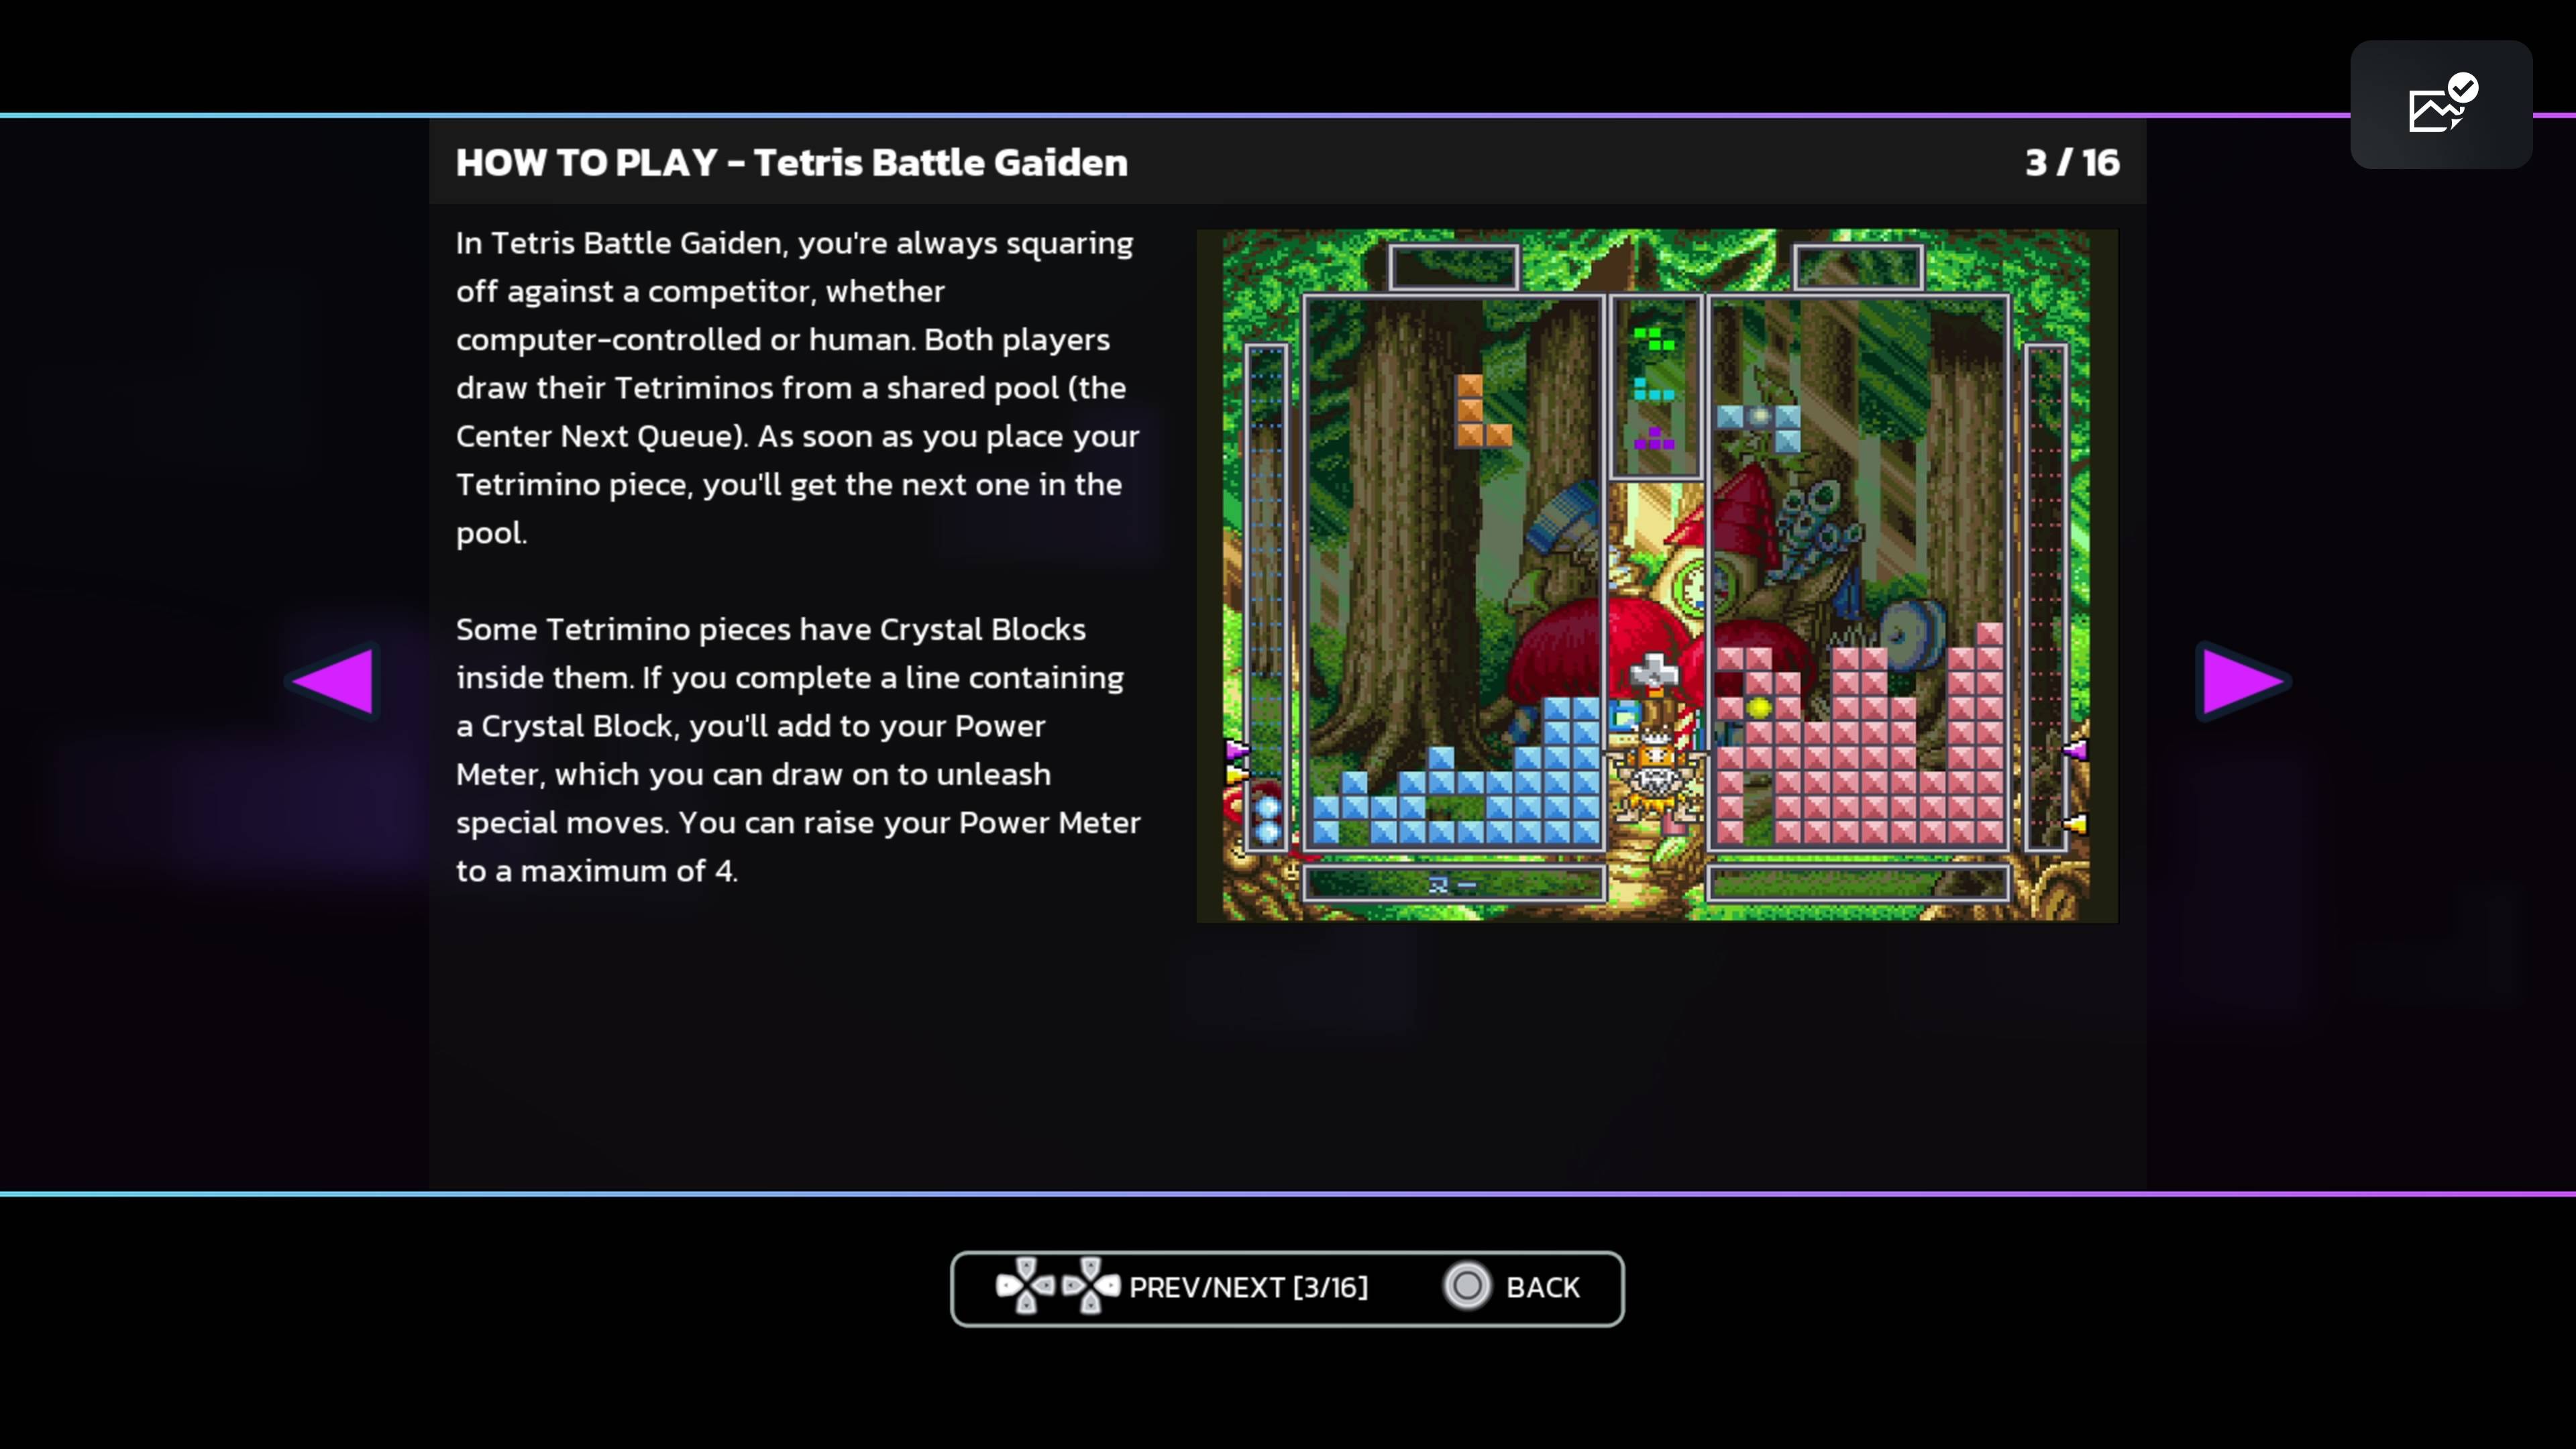 HOW TO PLAY - Tetris Battle Gaiden
3 / 16
In Tetris Battle Gaiden, you're always squaring
off against a competitor, whether
computer-controlled or human. Both players
draw their Tetriminos from a shared pool (the
Center Next Queue). As soon as you place your
Tetrimino piece, you'll get the next one in the
pool.
Some Tetrimino pieces have Crystal Blocks
inside them. If you complete a line containing
a Crystal Block, you'll add to your Power
Meter, which you can draw on to unleash
special moves. You can raise your Power Meter
to a maximum of 4.
PREV/NEXT [3/16]
BACK